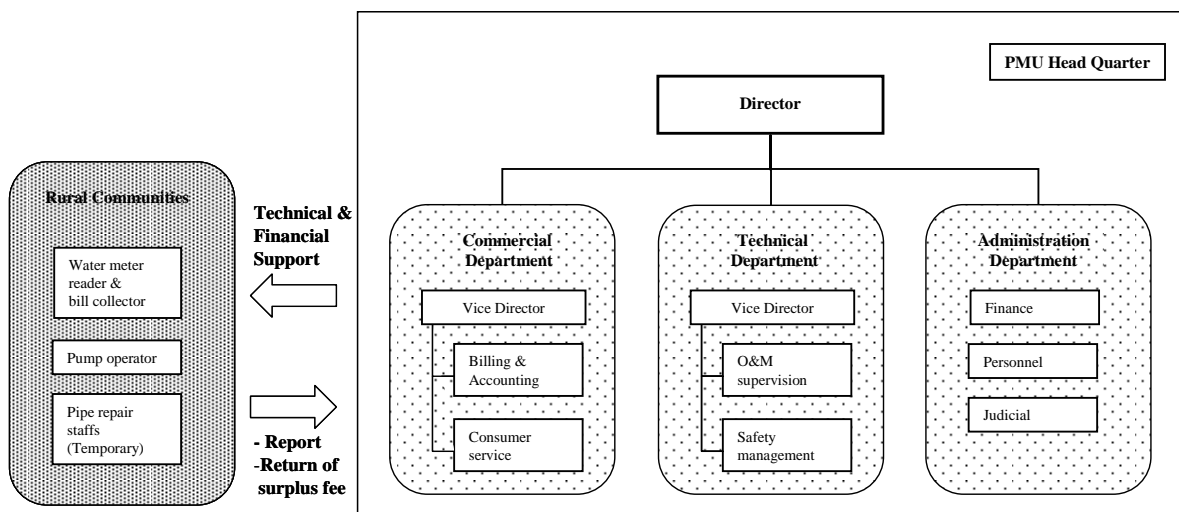 PMU Head Quarter
Director
Rural Communities
Water meter
reader &
bill collector
Pump operator
Pipe repair
staffs
(Temporary)
Technical &
Financial
Support
- Report
-Return of
surplus fee
Commercial
Department
Vice Director
Billing &
Accounting
Consumer
service
Technical
Department
Vice Director
O&M
supervision
Safety
management
Administration
Department
Finance
Personnel
Judicial